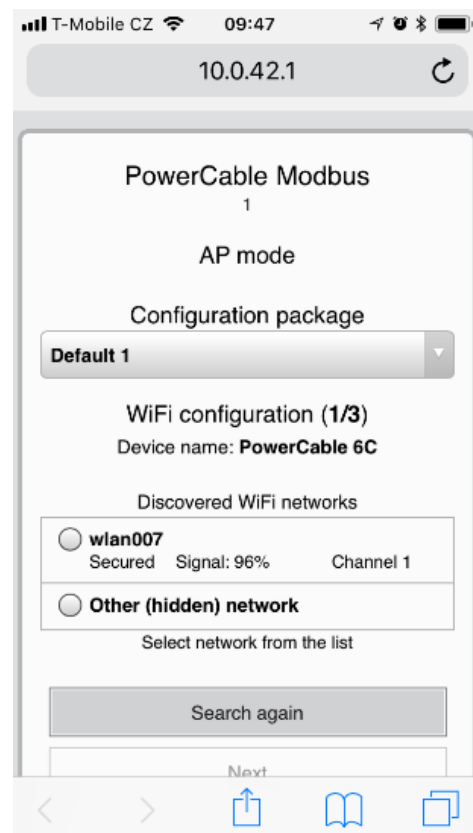 T-Mobile CZ 09:47
10.0.42.1
PowerCable Modbus
1
AP mode
Configuration package
Default 1
WiFi configuration (1/3)
Device name: PowerCable 6C
Discovered WiFi networks
wlan007
Secured Signal: 96% Channel 1
Other (hidden) network
Select network from the list
Search again
Next